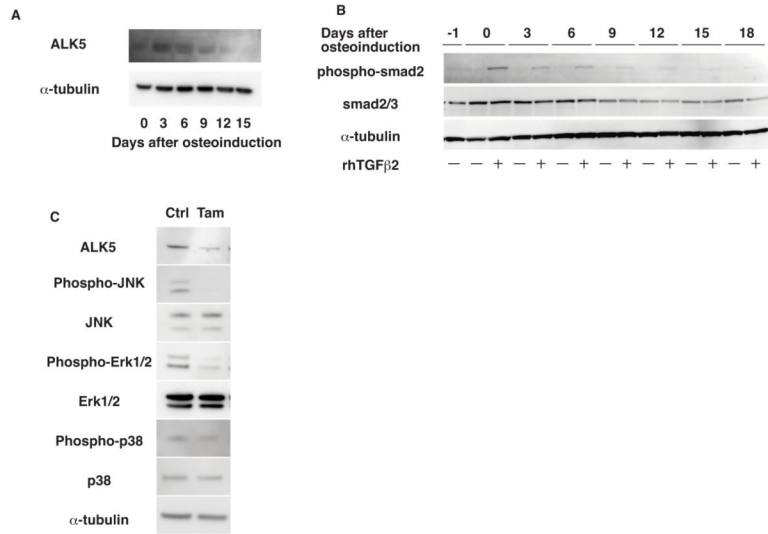 A
ALK5
α-tubulin
0 3 6 9 12 15
Days after osteoinduction
B
Days after
osteoinduction
-1 0 3 6 9 12 15 18
phospho-smad2
smad2/3
α-tubulin
rhTGFβ2
— — + — + — + — + — + — + — +
C
Ctrl Tam
ALK5
Phospho-JNK
JNK
Phospho-Erk1/2
Erk1/2
Phospho-p38
p38
α-tubulin